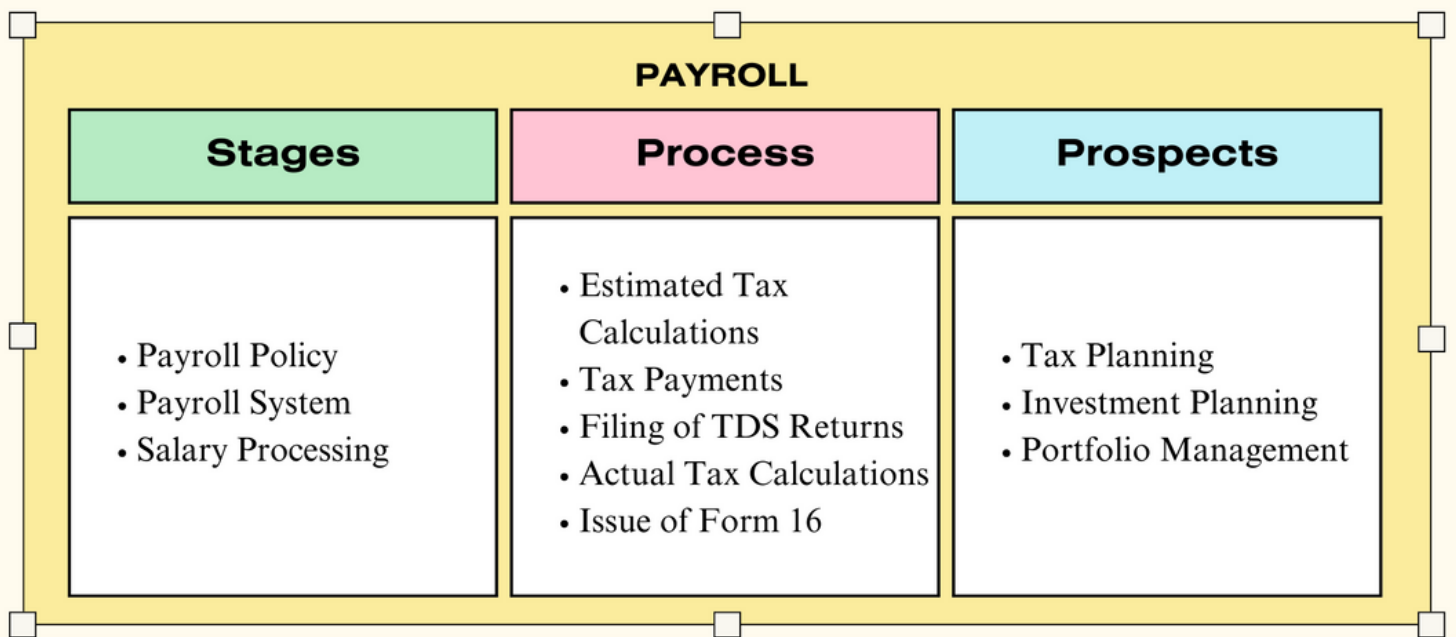 PAYROLL
Stages
Process
Prospects
• Payroll Policy
• Payroll System
• Salary Processing
• Estimated Tax
Calculations
• Tax Payments
• Filing of TDS Returns
• Actual Tax Calculations
• Issue of Form 16
• Tax Planning
• Investment Planning
• Portfolio Management